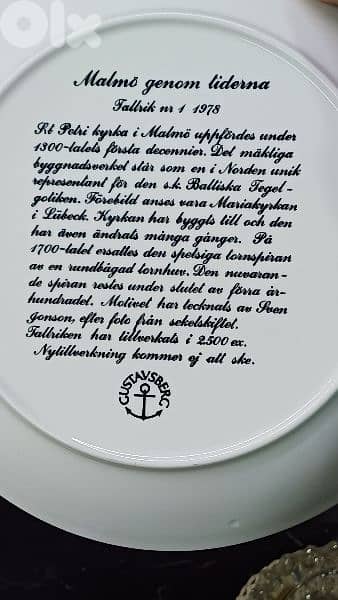 OLX
Malmö genom tiderna
Tallrik nr 1 1978
S:t Petri kyrka i Malmö uppfördes under
1300-talets första decennier. Det mäktiga
byggnadsverket står som en i Norden unik
representant för den s.k. Baltiska Tegel-
gotiken. Förebild anses vara Mariakyrkan
i Lübeck. Kyrkan har byggts till och den
har även ändrats många gånger. På
1700-talet ersattes den spetsiga tornspiran
av en rundbågad tornhuv. Den nuvaran-
de spiran restes under slutet av förra år-
hundradet. Motivet har tecknats av Sven
Jonson, efter foto från sekelskiftet.
Tallriken har tillverkats i 2500 ex.
Nytillverkning kommer ej att ske.
GUSTAVSBERG